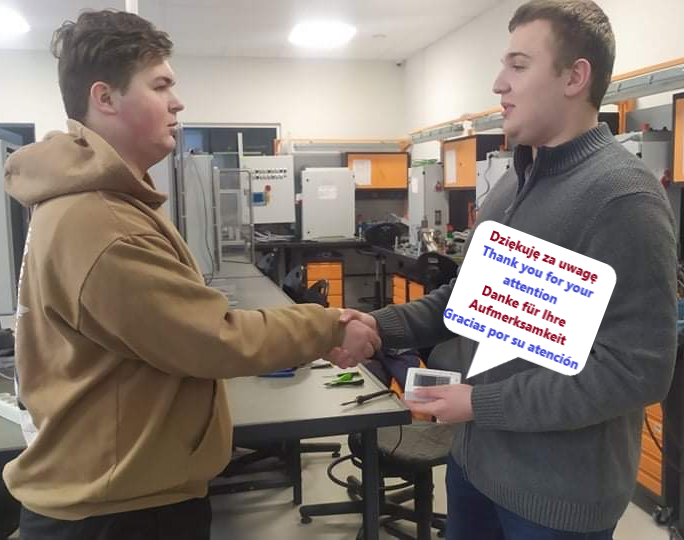 Dziękuję za uwagę
Thank you for your
attention
Danke für Ihre
Aufmerksamkeit
Gracias por su atención